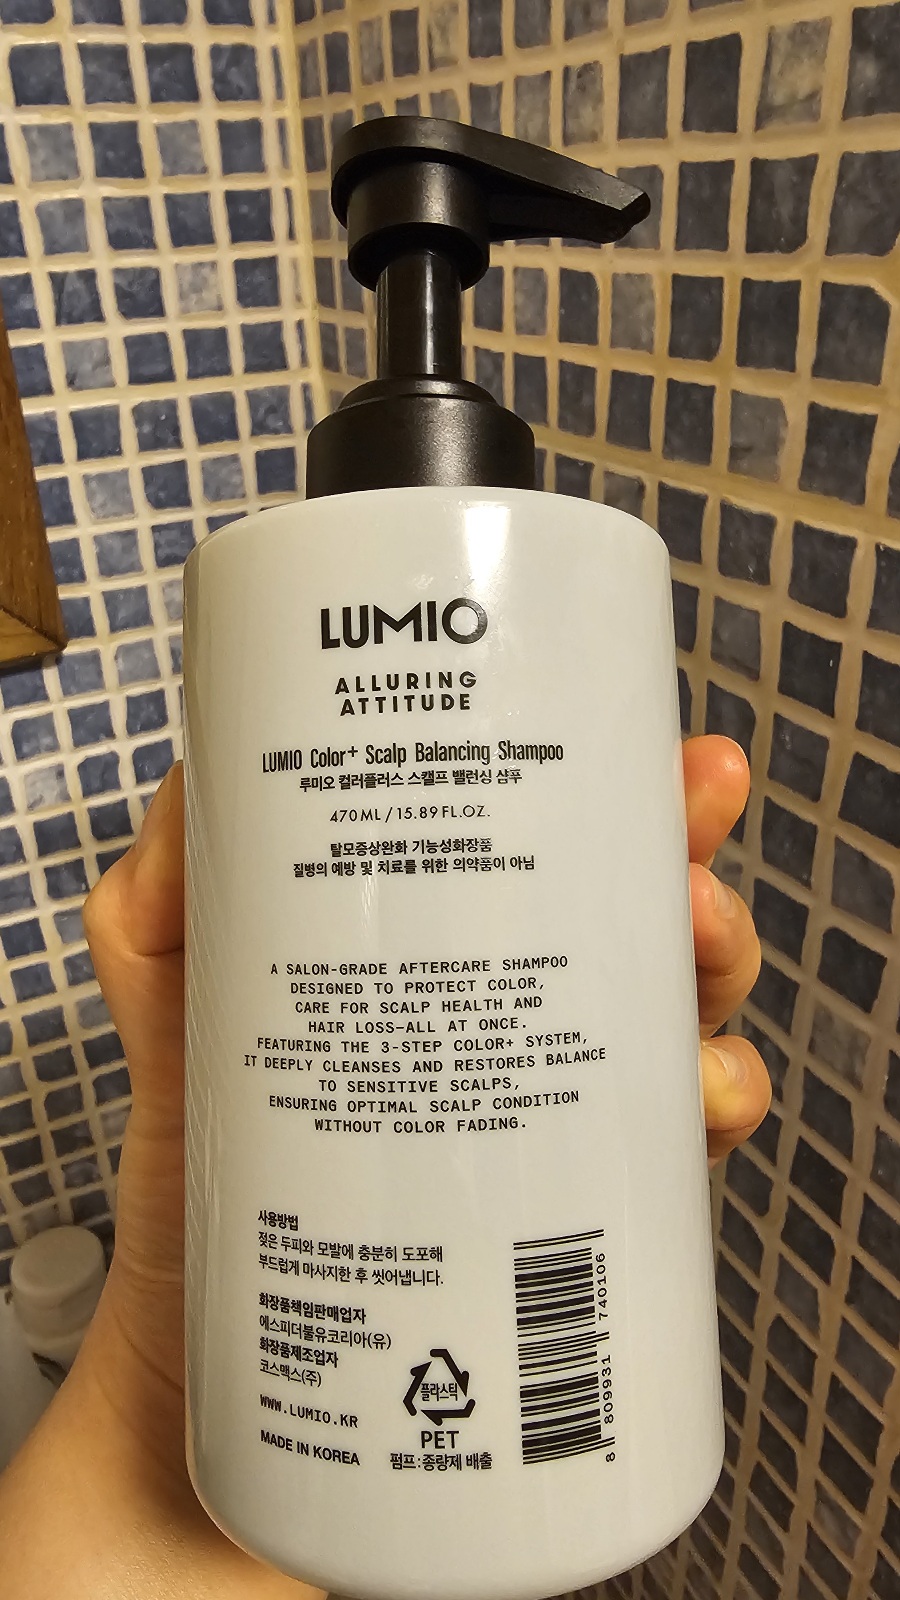 LUMIO
ALLURING
ATTITUDE
LUMIO Color+ Scalp Balancing Shampoo
루미오 컬러플러스 스캘프 밸런싱 샴푸
470 ML / 15.89 FL.OZ.
탈모증상완화 기능성화장품
질병의 예방 및 치료를 위한 의약품이 아님
A SALON-GRADE AFTERCARE SHAMPOO
DESIGNED TO PROTECT COLOR,
CARE FOR SCALP HEALTH AND
HAIR LOSS—ALL AT ONCE.
FEATURING THE 3-STEP COLOR+ SYSTEM,
IT DEEPLY CLEANSES AND RESTORES BALANCE
TO SENSITIVE SCALPS,
ENSURING OPTIMAL SCALP CONDITION
WITHOUT COLOR FADING.
사용방법
젖은 두피와 모발에 충분히 도포해
부드럽게 마사지한 후 씻어냅니다.
화장품책임판매업자
에스피더불유코리아(유)
화장품제조업자
코스맥스(주)
WWW.LUMIO.KR
MADE IN KOREA
플라스틱
PET
펌프:종량제 배출
8 809931 740106